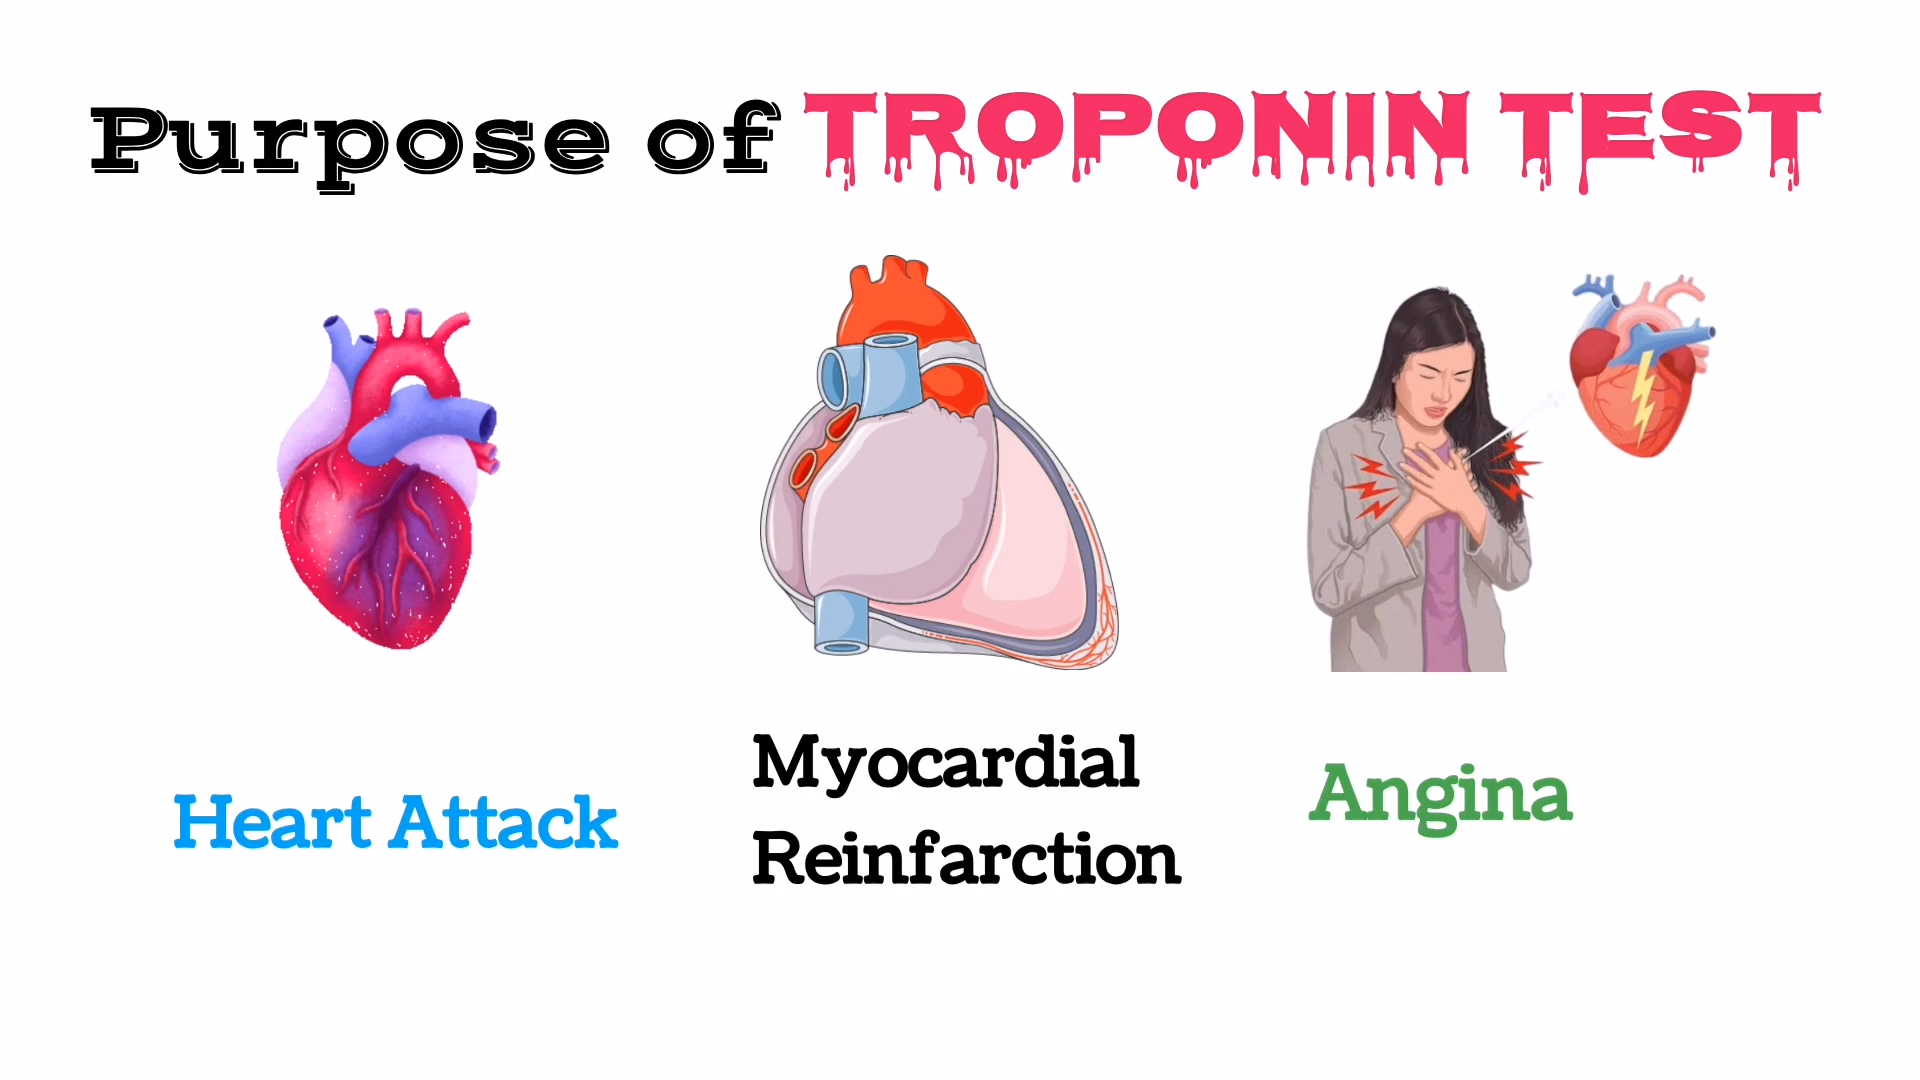 Purpose of TROPONIN TEST
Heart Attack
Myocardial
Reinfarction
Angina